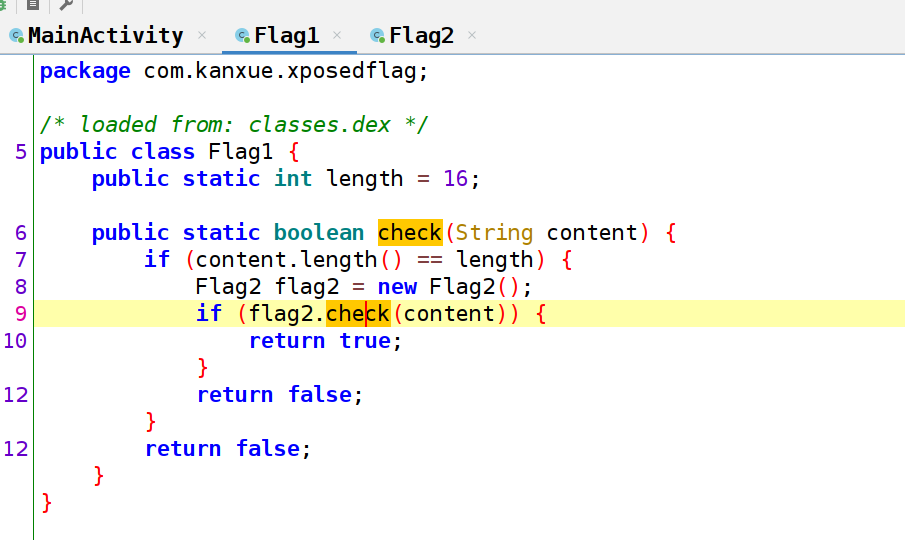 MainActivity × Flag1 × Flag2 ×
package com.kanxue.xposedflag;
/* loaded from: classes.dex */
5 public class Flag1 {
public static int length = 16;
6 public static boolean check(String content) {
7 if (content.length() == length) {
8 Flag2 flag2 = new Flag2();
9 if (flag2.check(content)) {
10 return true;
}
12 return false;
}
12 return false;
}
}